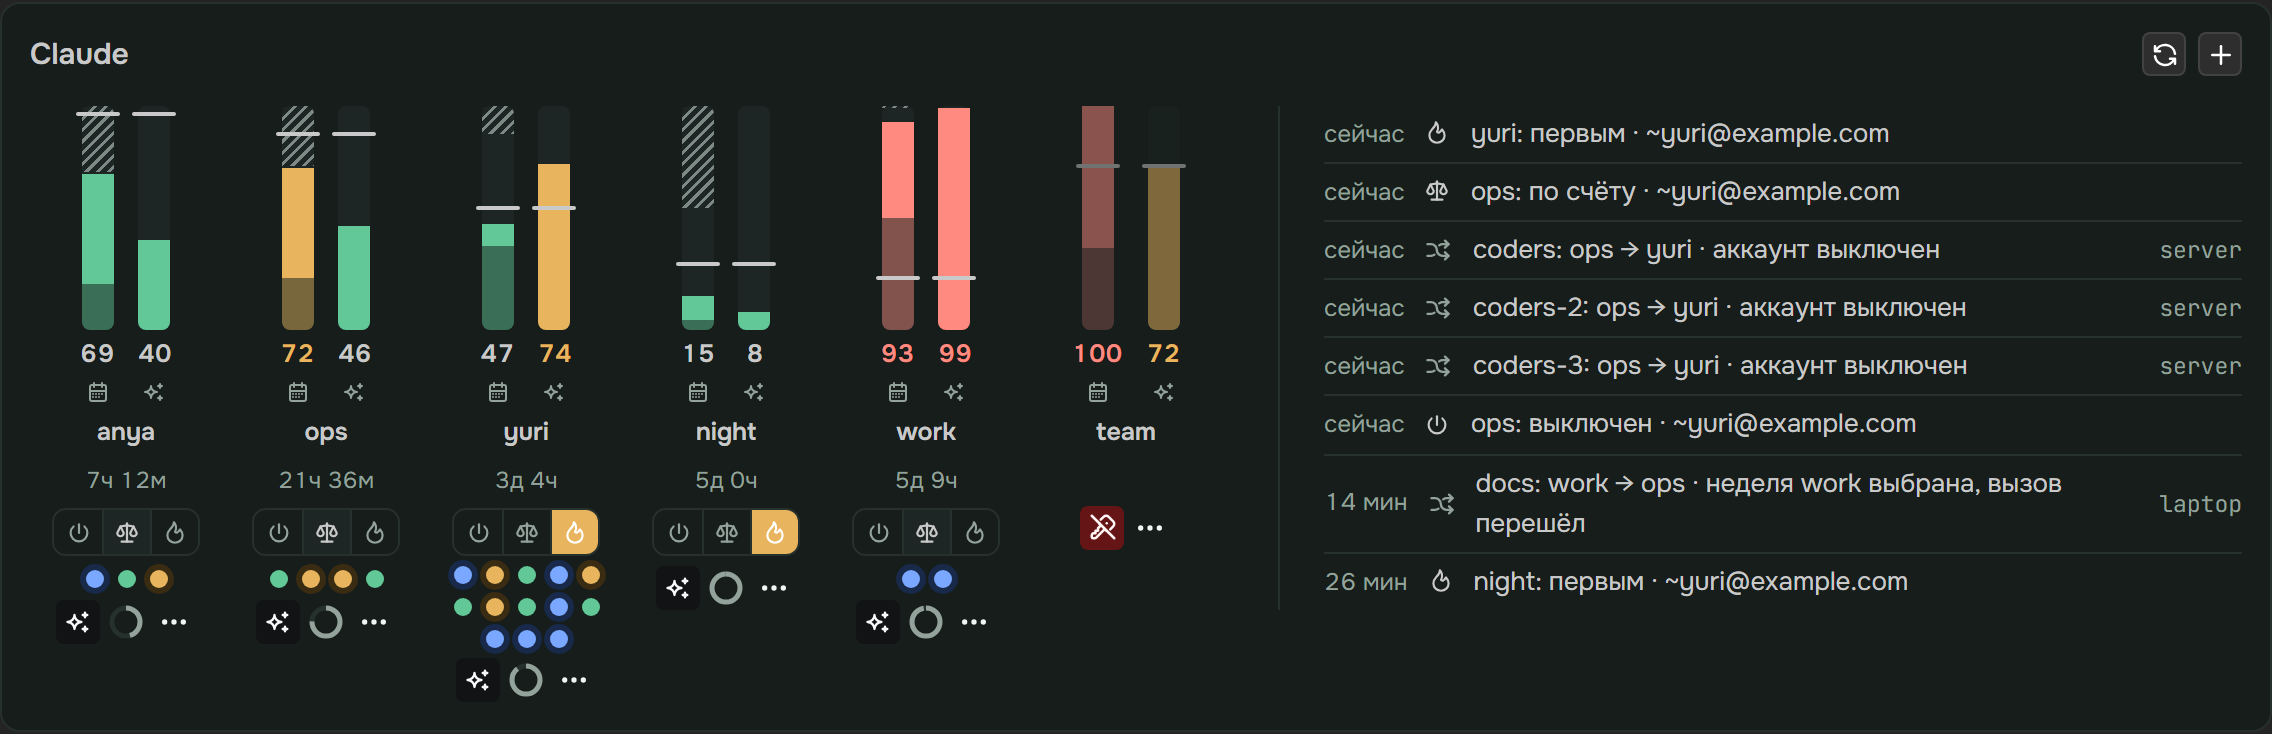 Claude
69 40
72 46
47 74
15 8
93 99
100 72
anya
ops
yuri
night
work
team
7ч 12м
21ч 36м
3д 4ч
5д 0ч
5д 9ч
сейчас yuri: первым · ~yuri@example.com
сейчас ops: по счёту · ~yuri@example.com
сейчас coders: ops → yuri · аккаунт выключен server
сейчас coders-2: ops → yuri · аккаунт выключен server
сейчас coders-3: ops → yuri · аккаунт выключен server
сейчас ops: выключен · ~yuri@example.com
14 мин docs: work → ops · неделя work выбрана, вызов
перешёл laptop
26 мин night: первым · ~yuri@example.com